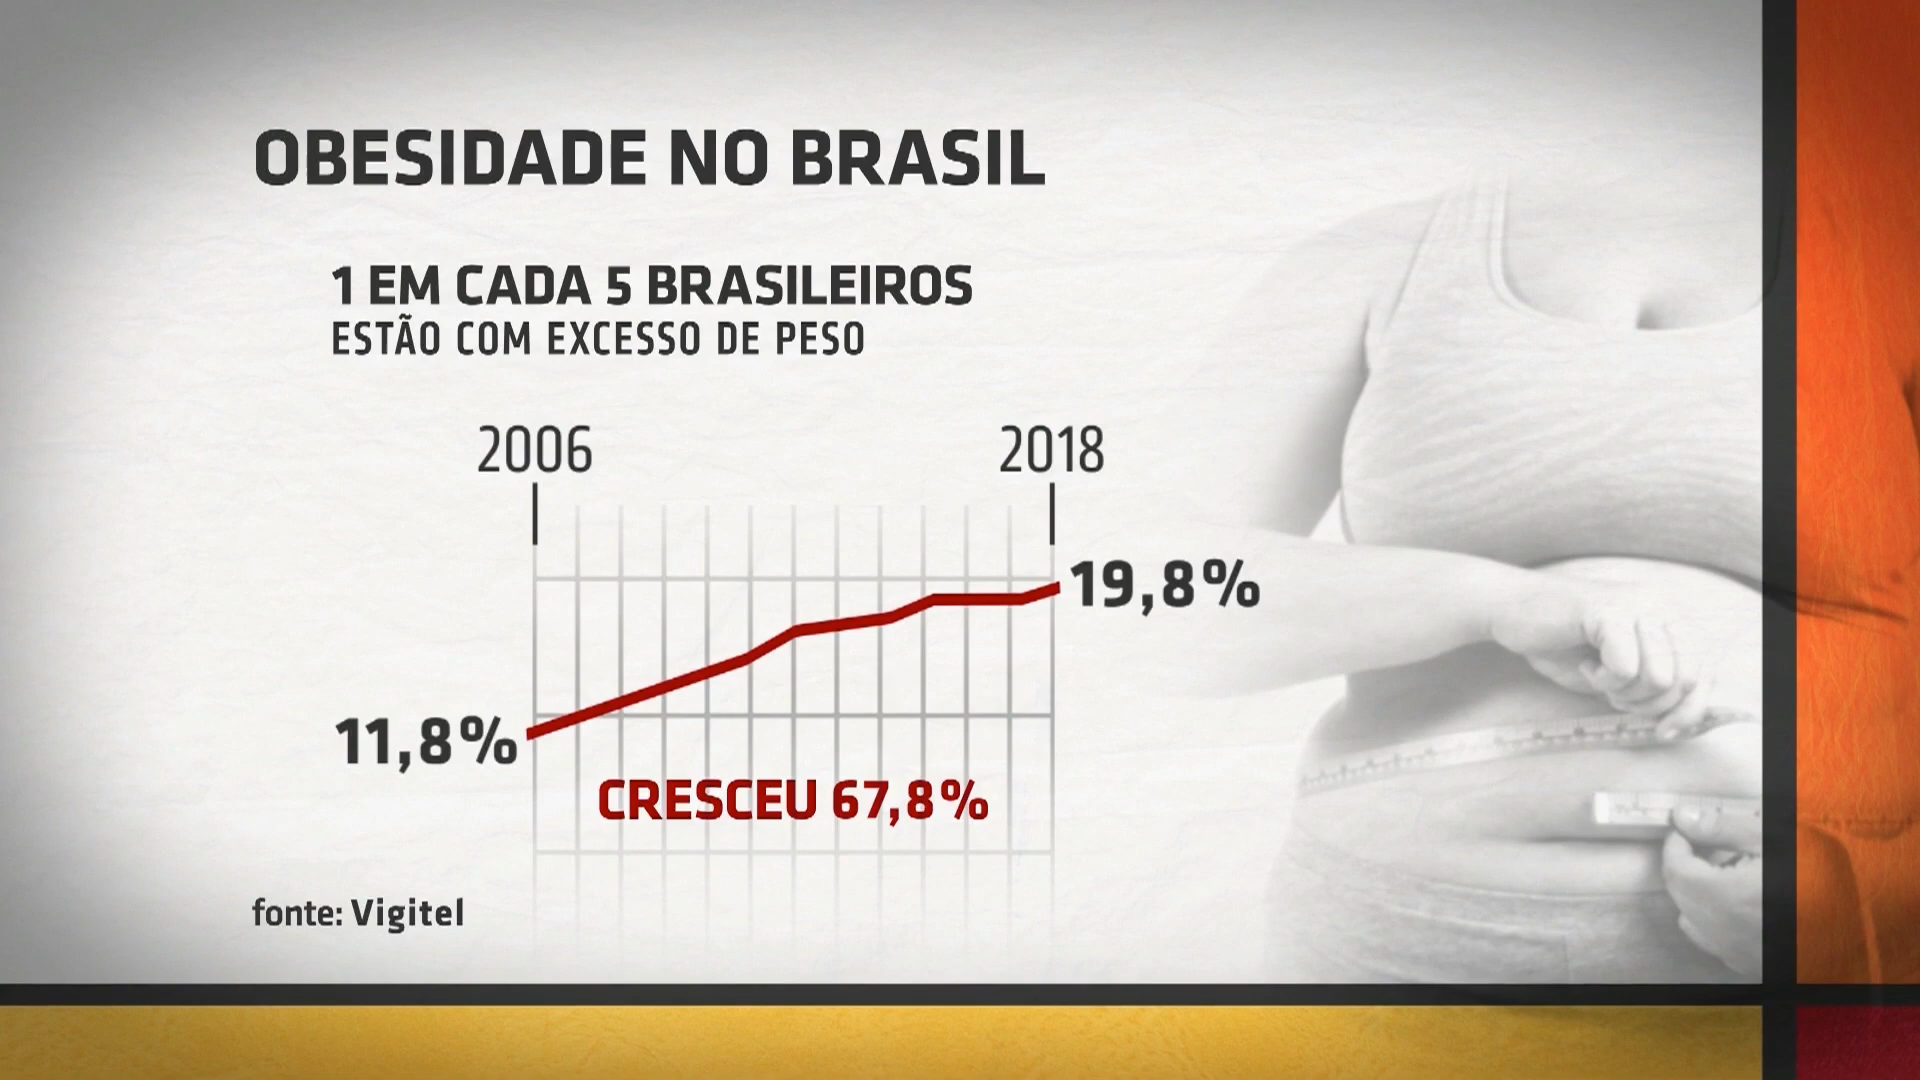 OBESIDADE NO BRASIL
1 EM CADA 5 BRASILEIROS
ESTÃO COM EXCESSO DE PESO
2006
2018
19,8%
11,8%
CRESCEU 67,8%
fonte: Vigitel